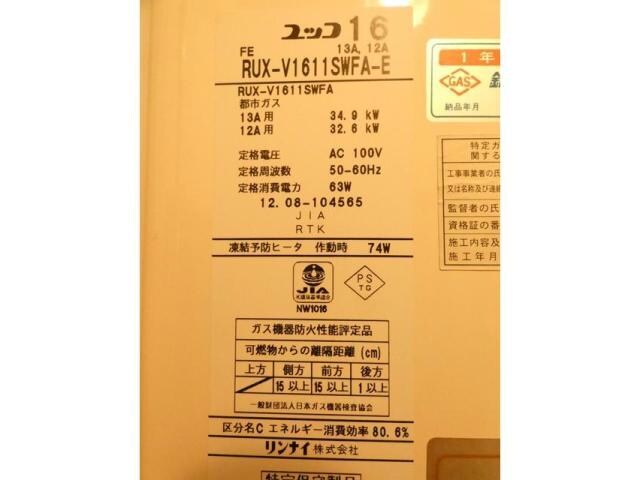 ユッコ16
FE 13A, 12A
RUX-V1611SWFA-E
RUX-V1611SWFA
都市ガス
13A用 34.9 kW
12A用 32.6 kW
定格電圧 AC 100V
定格周波数 50-60Hz
定格消費電力 63W
12.08-104565
JIA
RTK
凍結予防ヒータ 作動時 74W
JIA
NW1016
PS
TG
ガス機器防火性能評定品
可燃物からの離隔距離(cm)
上方 側方 前方 後方
15以上 15以上 1以上
一般財団法人日本ガス機器検査協会
区分名C エネルギー消費効率 80.6%
リンナイ株式会社
特定保守製品
1年
GAS
納品年月
特定ガ
関する
工事事業者の氏
又は名称及び連絡
監督者の氏
資格証の番
施工内容及
施工年月